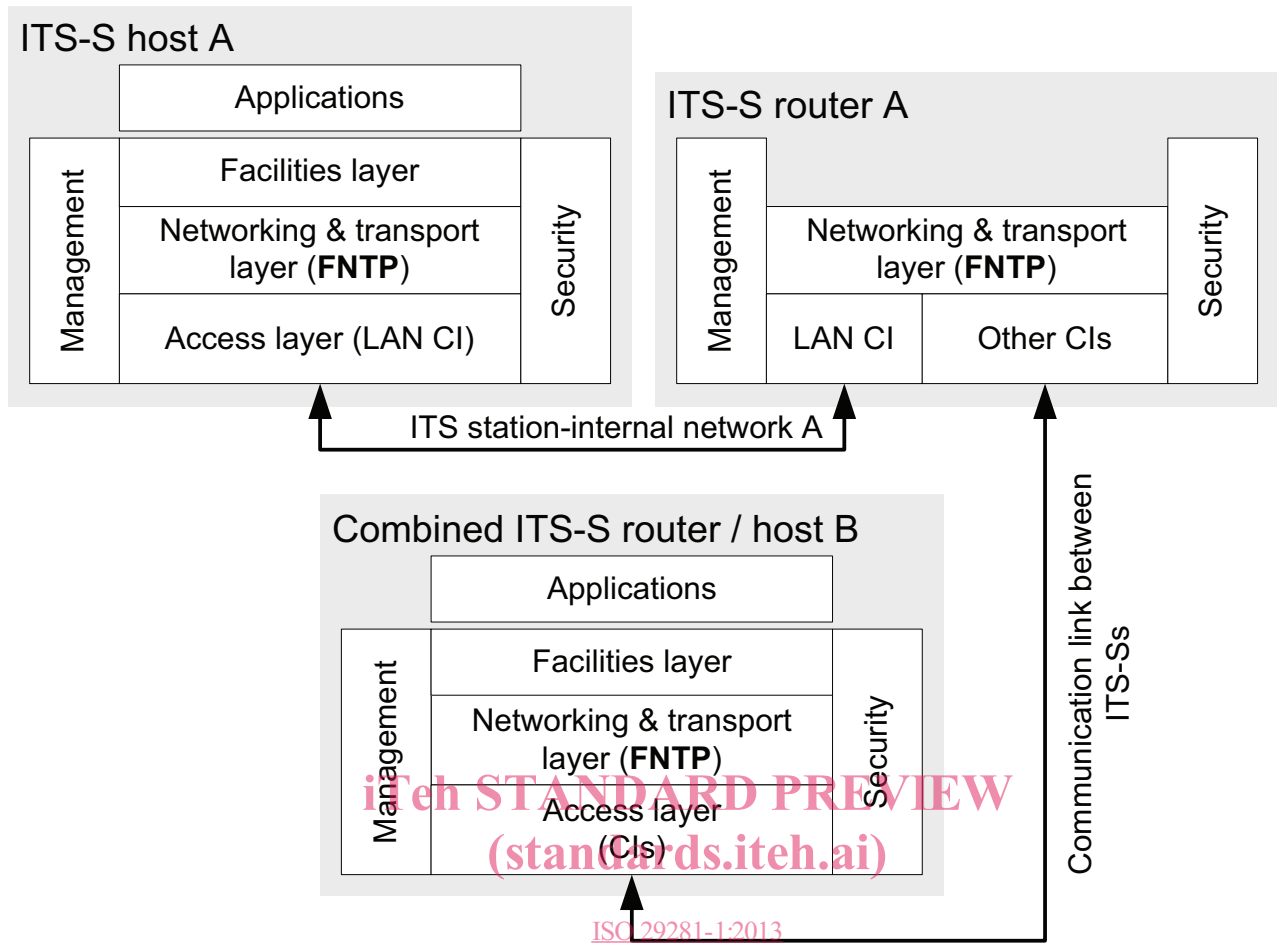 ITS-S host A
Applications
Management
Facilities layer
Networking & transport
layer (FNTP)
Access layer (LAN CI)
Security
ITS-S router A
Management
Networking & transport
layer (FNTP)
LAN CI
Other CIs
Security
ITS station-internal network A
Communication link between
ITS-Ss
Combined ITS-S router / host B
Applications
Management
Facilities layer
Networking & transport
layer (FNTP)
Access layer
(CIs)
Security
iTeh STANDARD PREVIEW
(standards.iteh.ai)
ISO 29281-1:2013